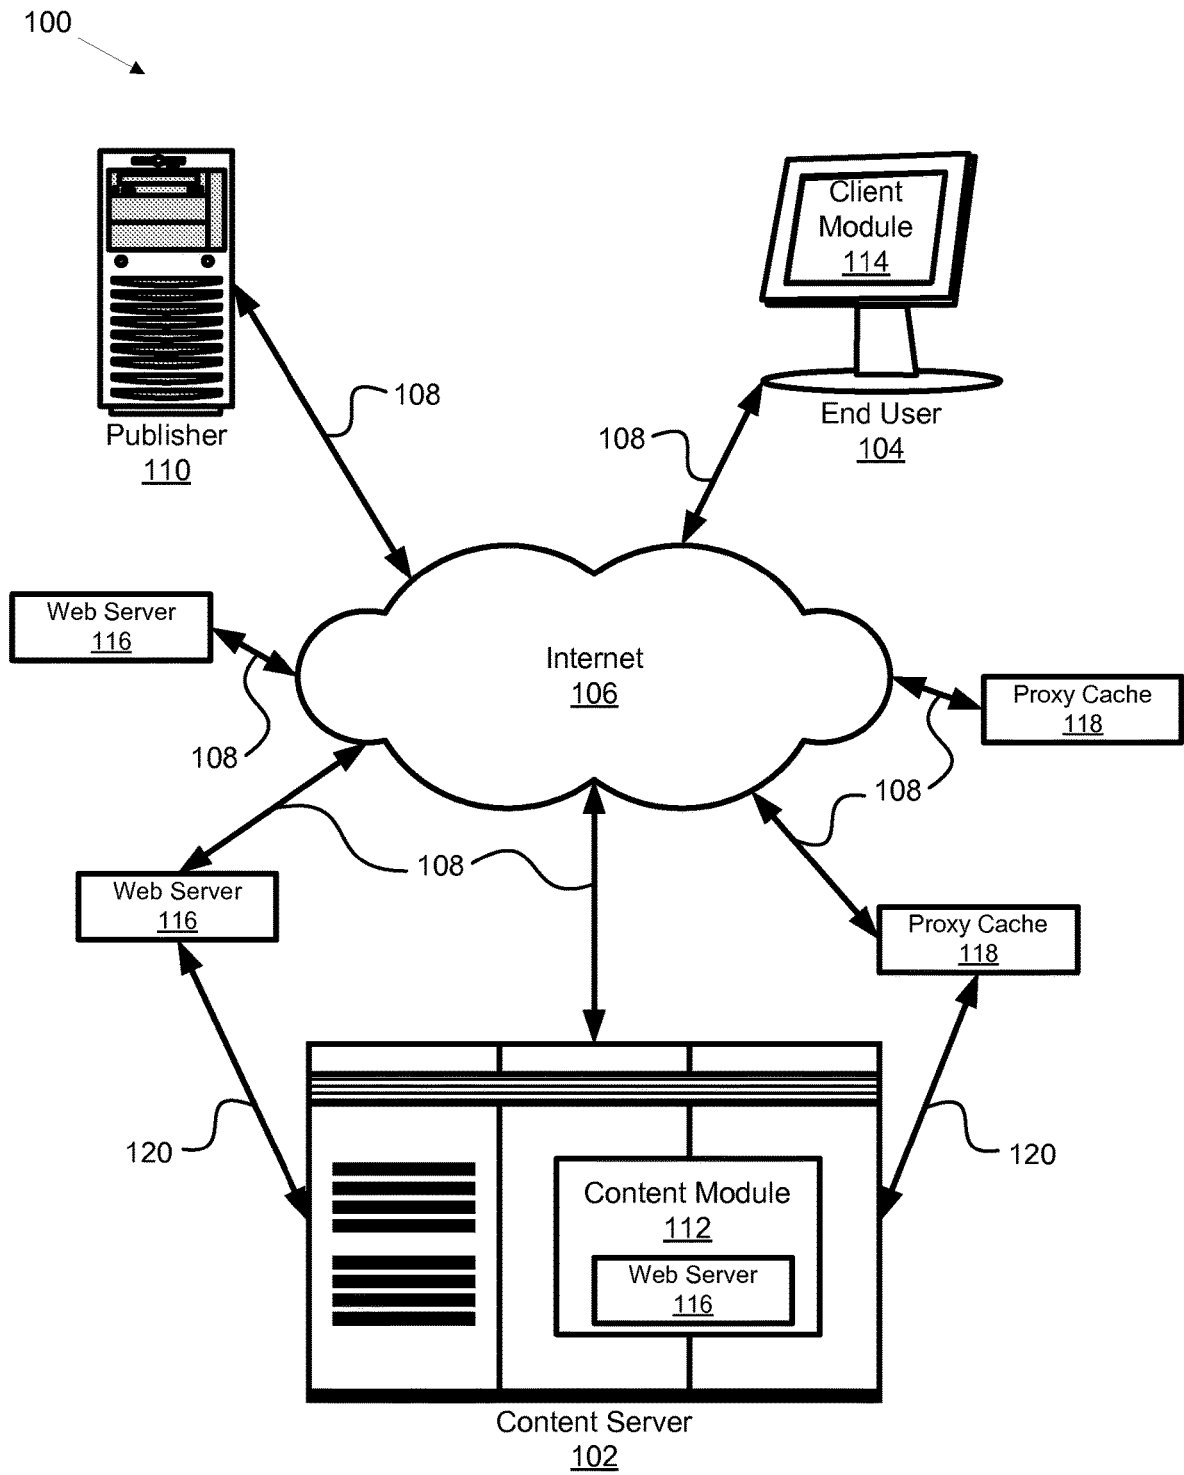 100
Client
Module
114
Publisher
110
108
End User
104
108
Web Server
116
Internet
106
Proxy Cache
118
108
108
108
Web Server
116
Proxy Cache
118
120
120
Content Module
112
Web Server
116
Content Server
102